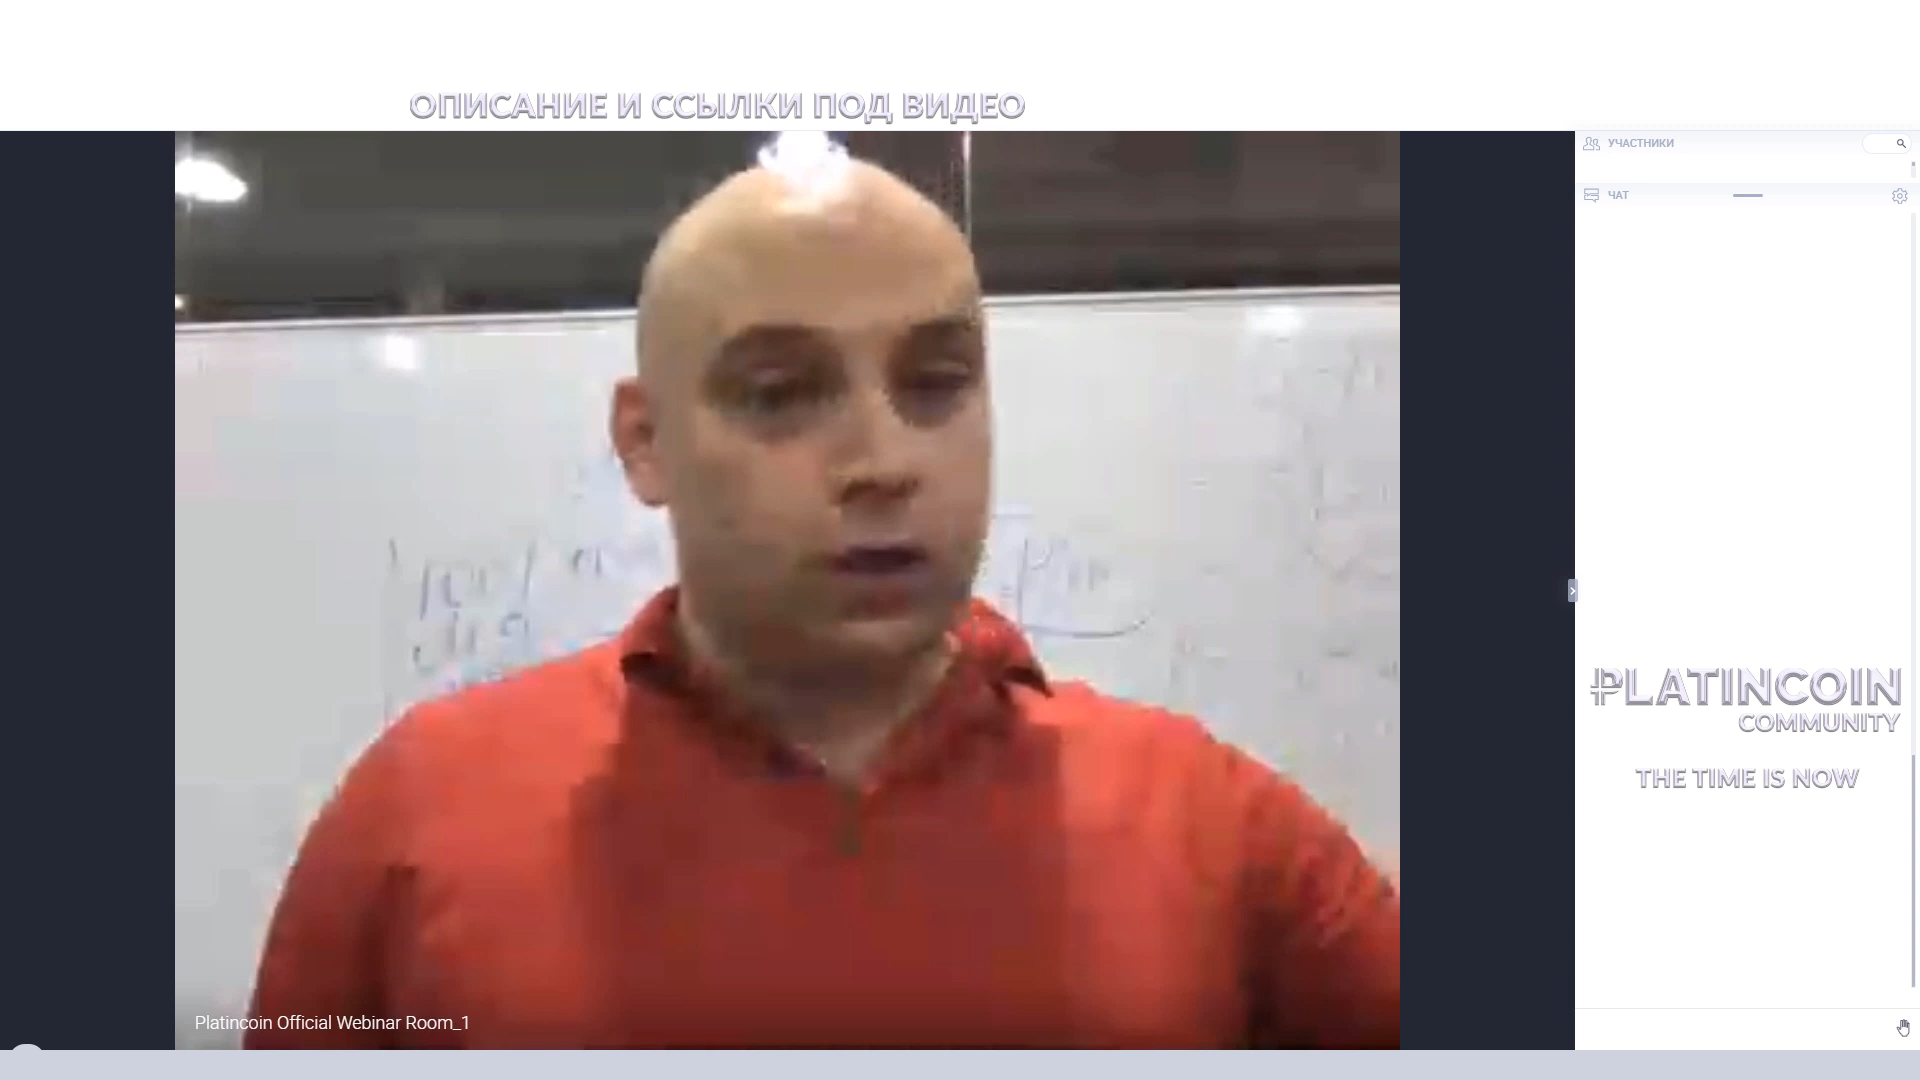 ОПИСАНИЕ И ССЫЛКИ ПОД ВИДЕО
УЧАСТНИКИ
ЧАТ
PLATINCOIN
COMMUNITY
THE TIME IS NOW
Platincoin Official Webinar Room_1